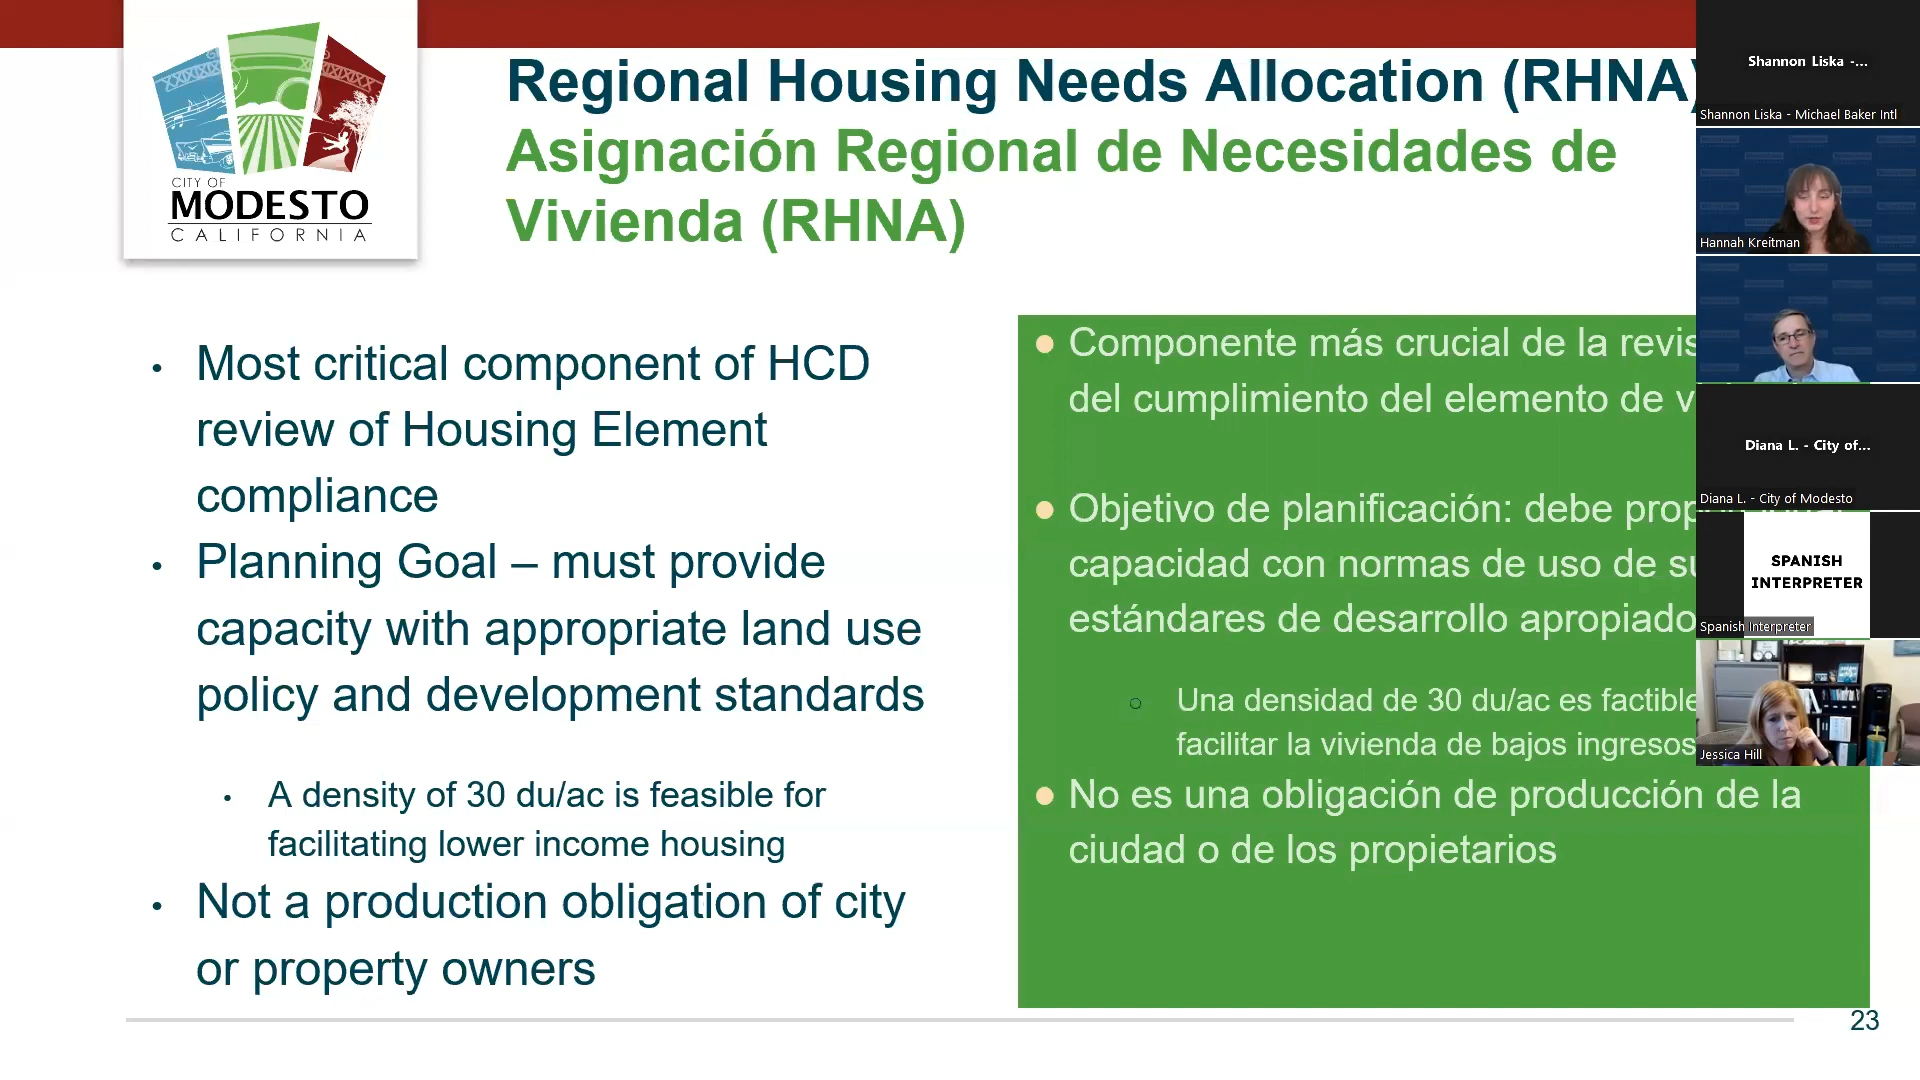 CITY OF
MODESTO
CALIFORNIA
Regional Housing Needs Allocation (RHNA)
Asignación Regional de Necesidades de
Vivienda (RHNA)
• Most critical component of HCD
review of Housing Element
compliance
• Planning Goal – must provide
capacity with appropriate land use
policy and development standards
• A density of 30 du/ac is feasible for
facilitating lower income housing
• Not a production obligation of city
or property owners
• Componente más crucial de la
del cumplimiento del elemento de
• Objetivo de planificación: debe
capacidad con normas de uso de
estándares de desarrollo
○ Una densidad de 30 du/ac es factible
facilitar la vivienda de bajos ingresos
• No es una obligación de producción de la
ciudad o de los propietarios
23
Shannon Liska -...
Shannon Liska - Michael Baker Intl
Hannah Kreitman
Diana L. - City of...
Diana L. - City of Modesto
SPANISH
INTERPRETER
Spanish Interpreter
Jessica Hill